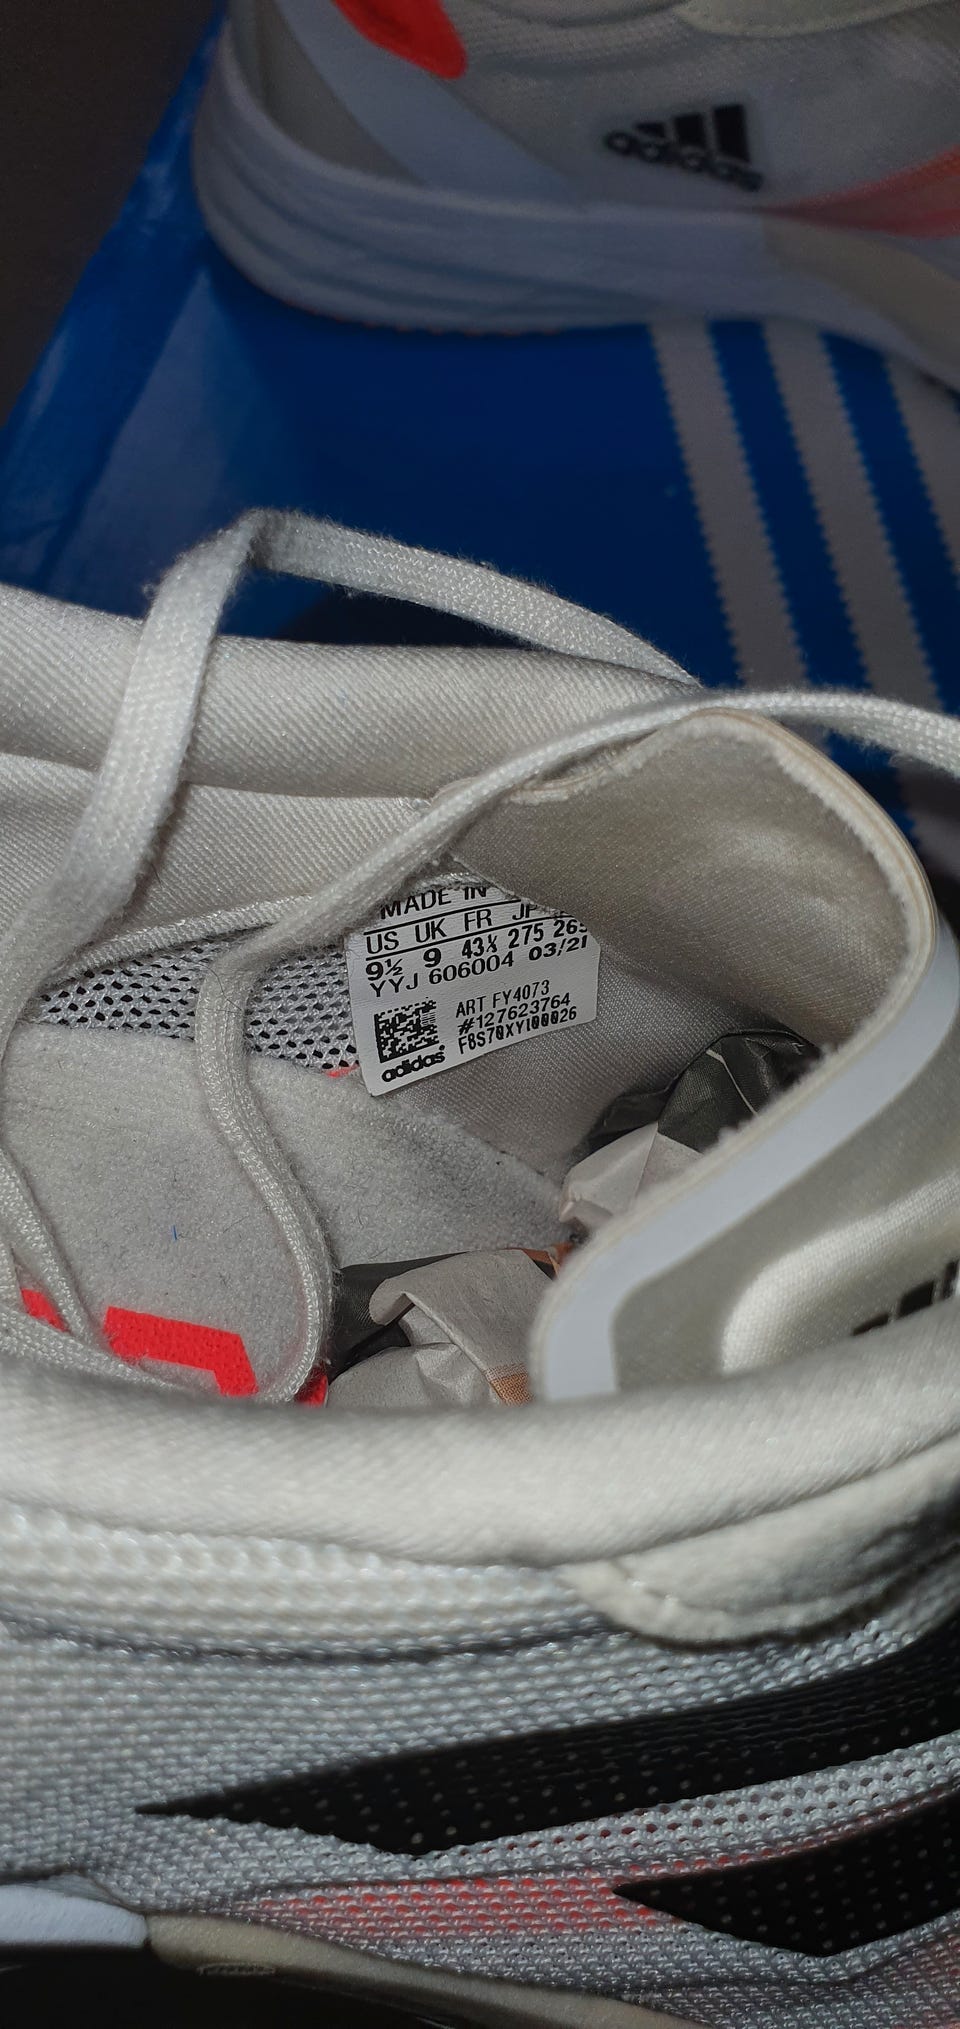 adidas
MADE IN
US UK FR JP
9½ 9 43⅓ 275 265
YYJ 606004 03/21
ART FY4073
#127623764
F8S70XY100026
adidas